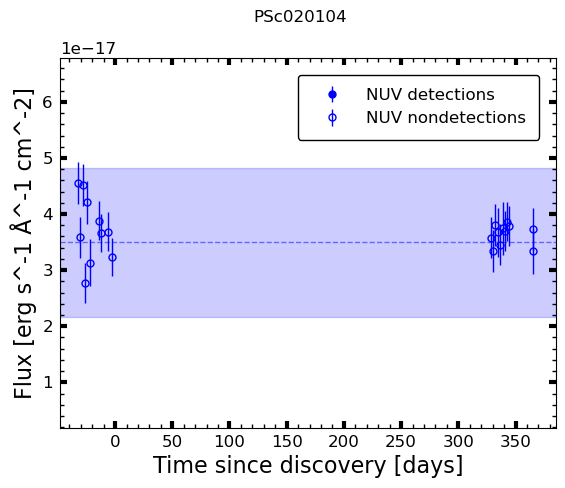 PSc020104
1e−17
NUV detections
NUV nondetections
6
5
4
3
2
1
Flux [erg s^-1 Å^-1 cm^-2]
0 50 100 150 200 250 300 350
Time since discovery [days]